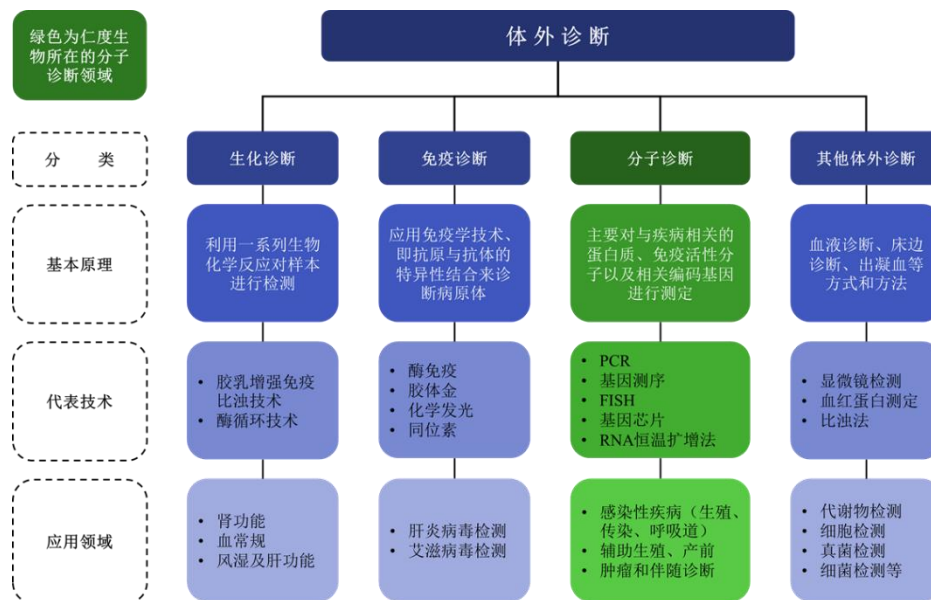 绿色为仁度生
物所在的分子
诊断领域
体外诊断
分 类
生化诊断
免疫诊断
分子诊断
其他体外诊断
基本原理
利用一系列生物
化学反应对样本
进行检测
应用免疫学技术、
即抗原与抗体的
特异性结合来诊
断病原体
主要对与疾病相关的
蛋白质、免疫活性分
子以及相关编码基因
进行测定
血液诊断、床边
诊断、出凝血等
方式和方法
代表技术
• 胶乳增强免疫
比浊技术
• 酶循环技术
• 酶免疫
• 胶体金
• 化学发光
• 同位素
• PCR
• 基因测序
• FISH
• 基因芯片
• RNA恒温扩增法
• 显微镜检测
• 血红蛋白测定
• 比浊法
应用领域
• 肾功能
• 血常规
• 风湿及肝功能
• 肝炎病毒检测
• 艾滋病毒检测
• 感染性疾病（生殖、
传染、呼吸道）
• 辅助生殖、产前
• 肿瘤和伴随诊断
• 代谢物检测
• 细胞检测
• 真菌检测
• 细菌检测等